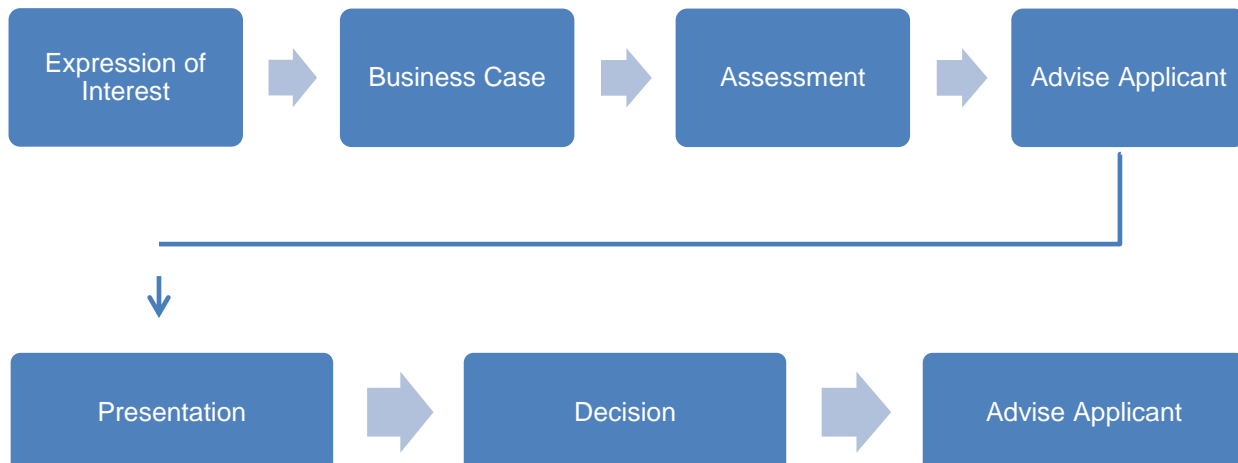 Expression of
Interest
Business Case
Assessment
Advise Applicant
Presentation
Decision
Advise Applicant